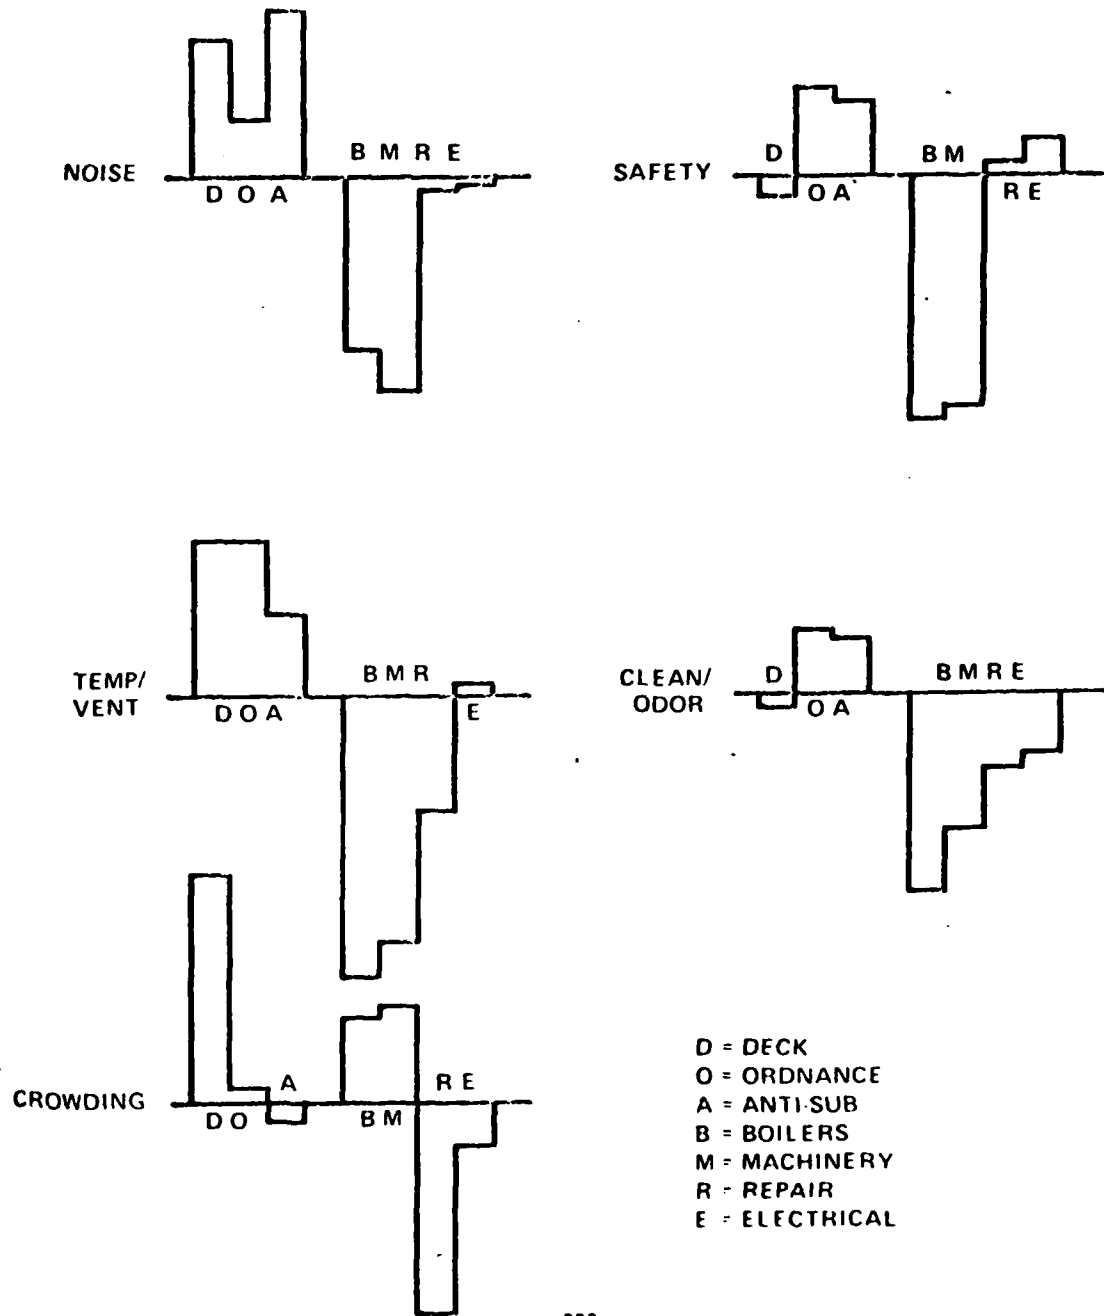 B M R E
NOISE
D O A
D
B M
SAFETY
O A
R E
B M R
TEMP/
VENT
D O A
E
D
B M R E
CLEAN/
ODOR
O A
A
R E
CROWDING
D O
B M
D = DECK
O = ORDNANCE
A = ANTI-SUB
B = BOILERS
M = MACHINERY
R = REPAIR
E = ELECTRICAL